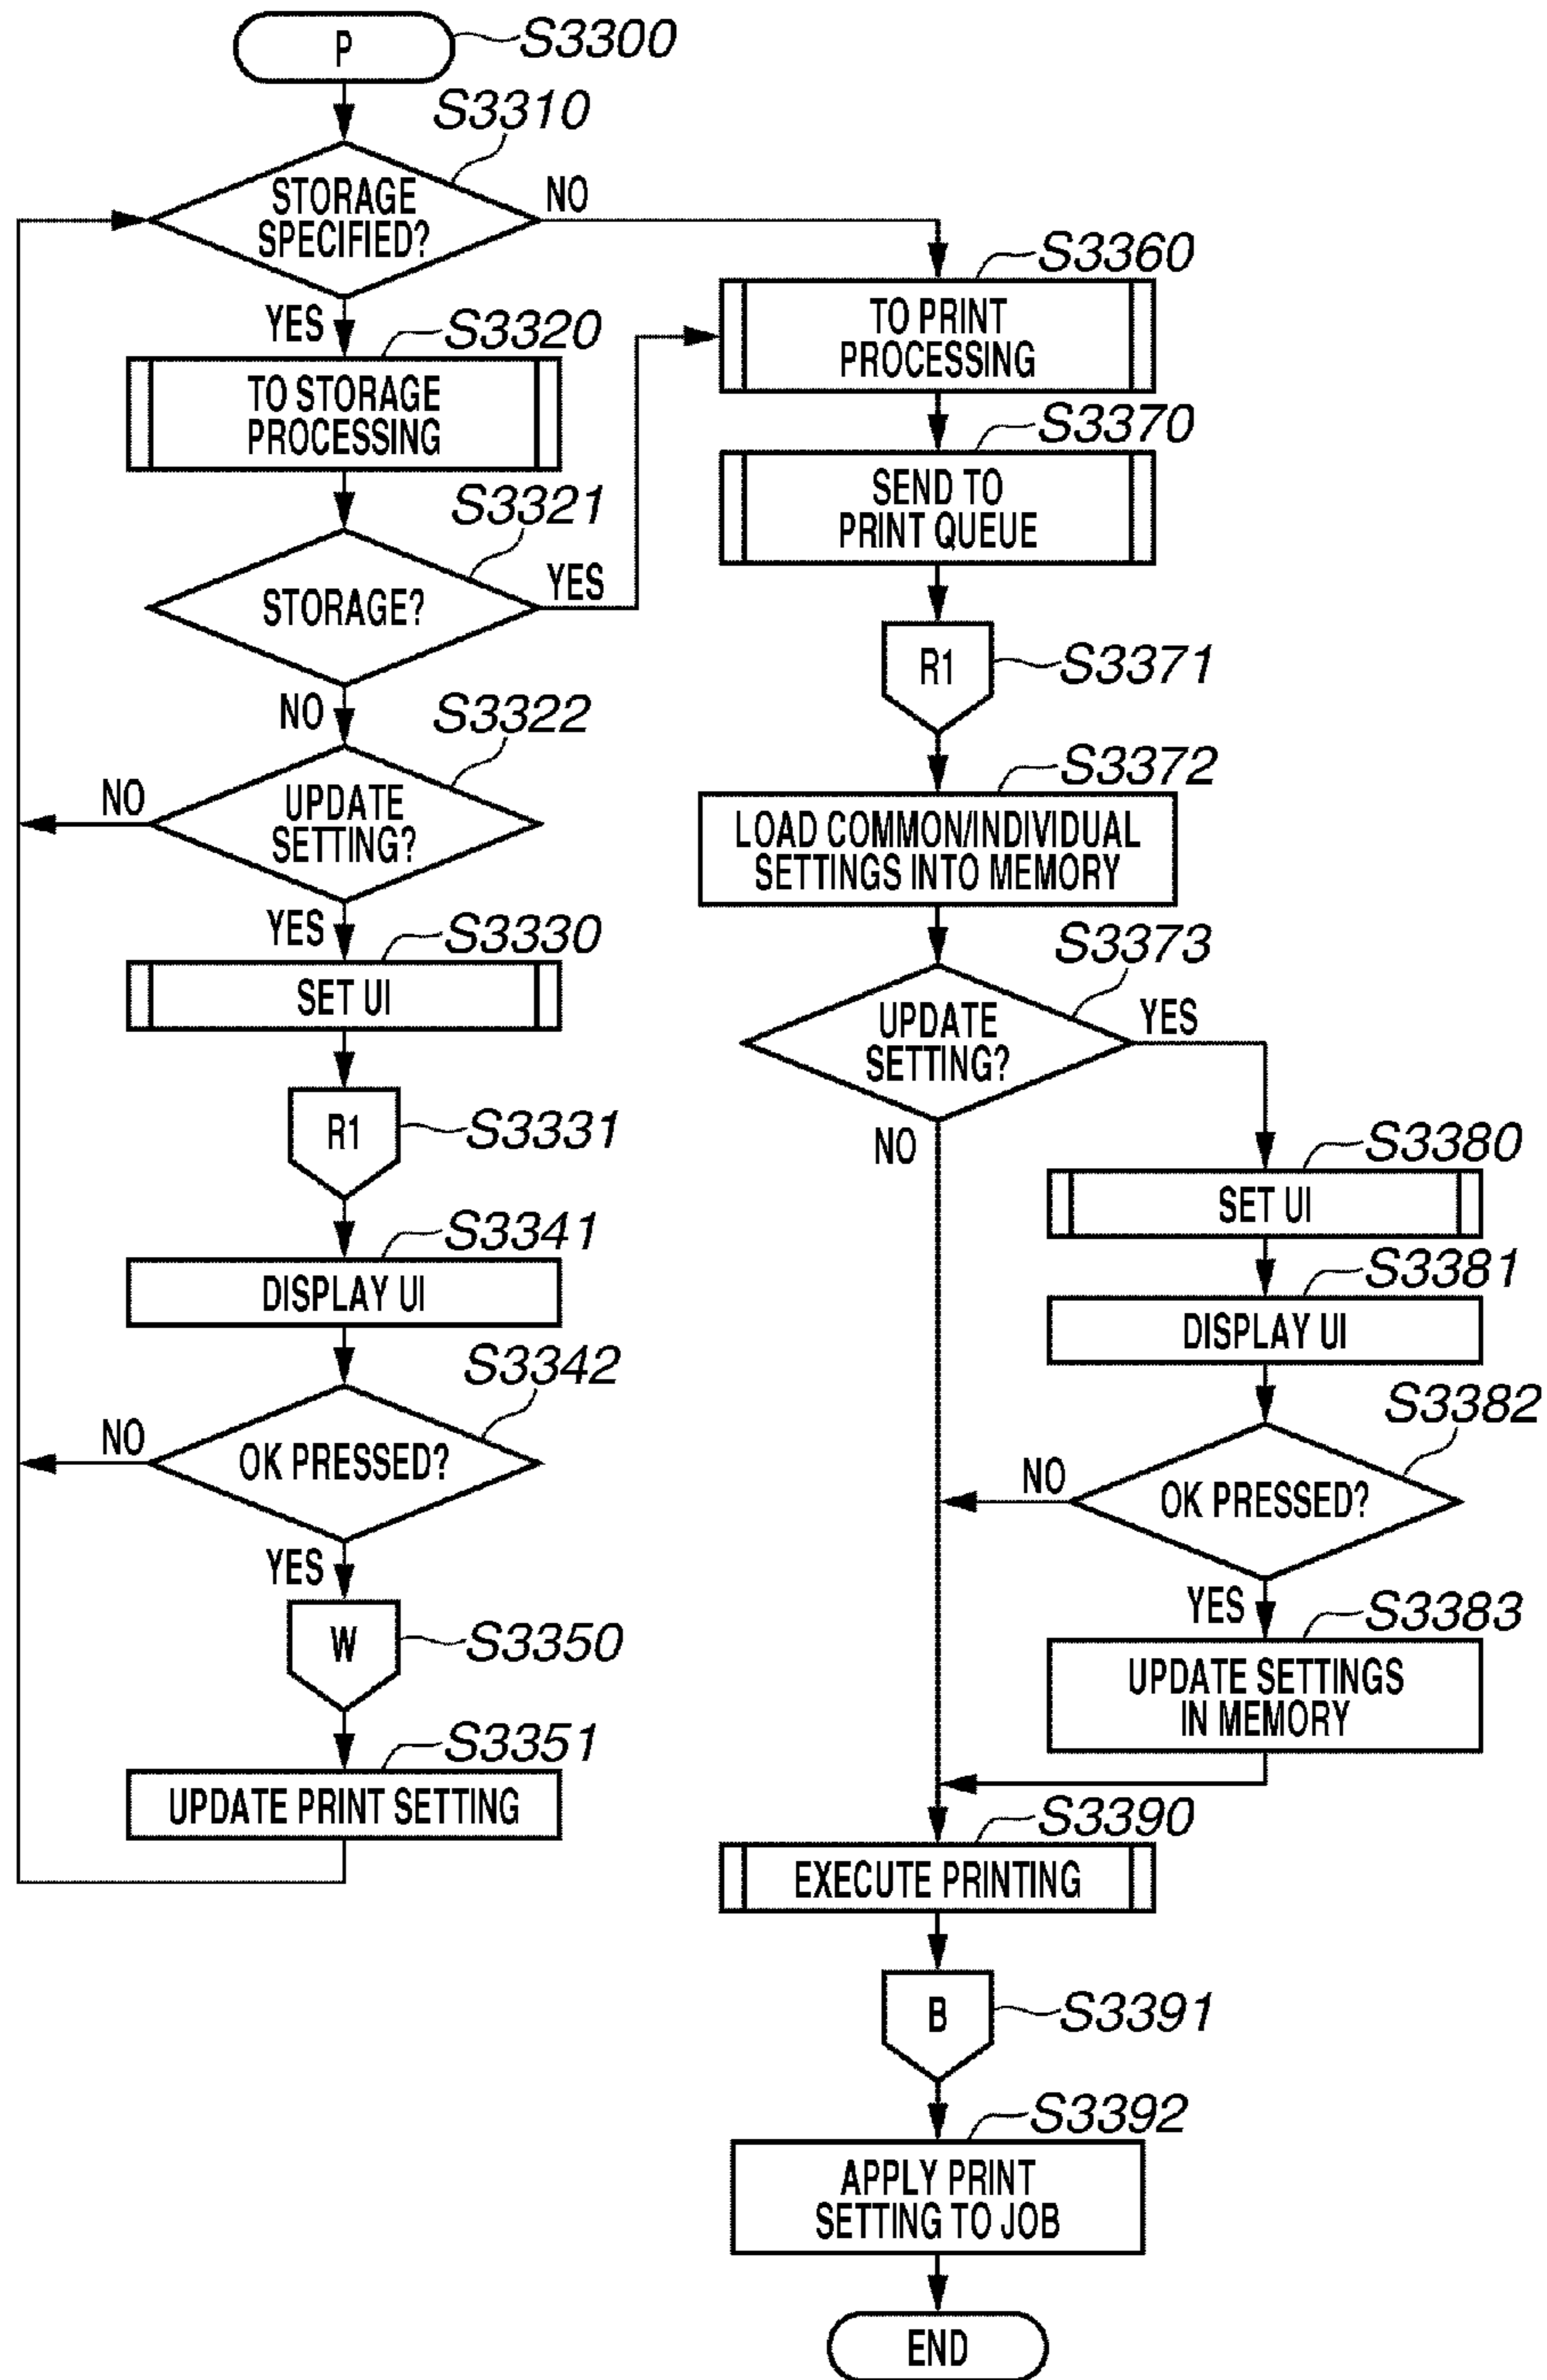 P
S3300
S3310
STORAGE
SPECIFIED?
NO
YES
S3320
TO STORAGE
PROCESSING
S3321
STORAGE?
YES
NO
S3322
UPDATE
SETTING?
NO
YES
S3330
SET UI
R1
S3331
S3341
DISPLAY UI
S3342
OK PRESSED?
NO
YES
W
S3350
S3351
UPDATE PRINT SETTING
S3360
TO PRINT
PROCESSING
S3370
SEND TO
PRINT QUEUE
R1
S3371
S3372
LOAD COMMON/INDIVIDUAL
SETTINGS INTO MEMORY
S3373
UPDATE
SETTING?
YES
NO
S3380
SET UI
S3381
DISPLAY UI
S3382
OK PRESSED?
NO
YES
S3383
UPDATE SETTINGS
IN MEMORY
S3390
EXECUTE PRINTING
B
S3391
S3392
APPLY PRINT
SETTING TO JOB
END